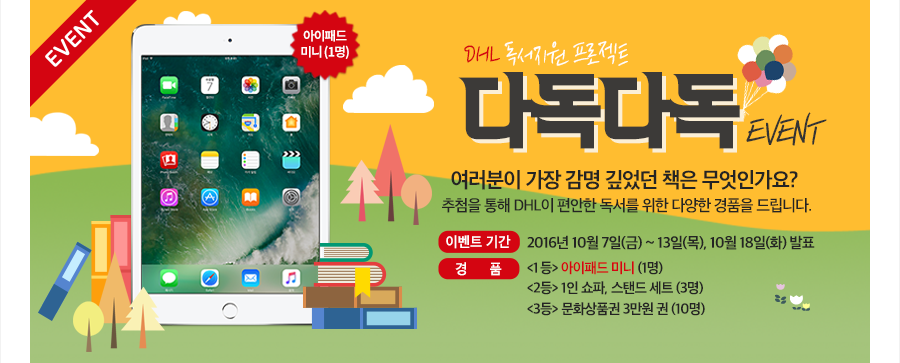 EVENT
아이패드
미니 (1명)
DHL 독서지원 프로젝트
다독다독
EVENT
여러분이 가장 감명 깊었던 책은 무엇인가요?
추첨을 통해 DHL이 편안한 독서를 위한 다양한 경품을 드립니다.
이벤트 기간 2016년 10월 7일(금) ~ 13일(목), 10월 18일(화) 발표
경 품 <1등> 아이패드 미니 (1명)
<2등> 1인 쇼파, 스탠드 세트 (3명)
<3등> 문화상품권 3만원 권 (10명)